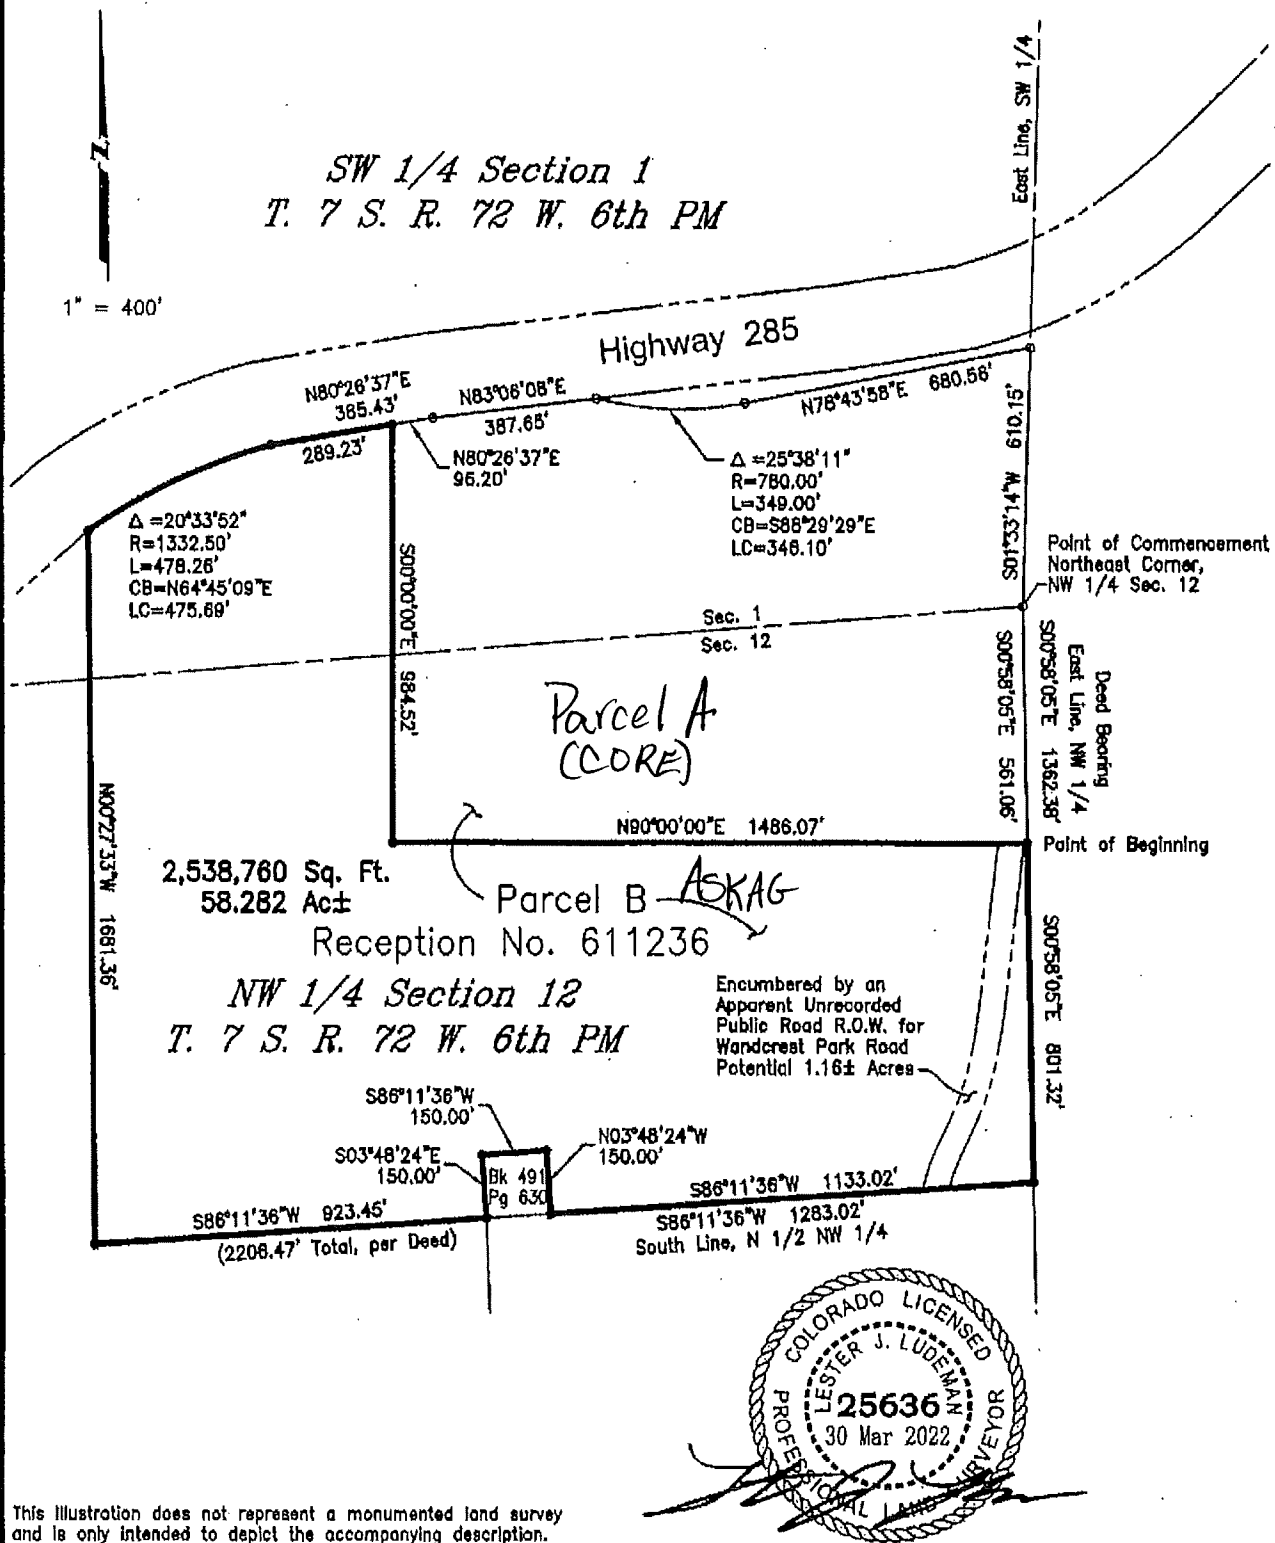 N
1" = 400'
SW 1/4 Section 1
T. 7 S. R. 72 W. 6th PM
East Line, SW 1/4
Highway 285
N80°26'37"E
385.43'
289.23'
N83°06'08"E
387.65'
N80°26'37"E
96.20'
N78°43'58"E 680.58'
Δ =25°38'11"
R=780.00'
L=349.00'
CB=S88°29'29"E
LC=346.10'
S01°33'14"W 610.15'
Δ =20°33'52"
R=1332.50'
L=478.26'
CB=N64°45'09"E
LC=475.69'
Point of Commencement
Northeast Corner,
NW 1/4 Sec. 12
S00°00'00"E 984.52'
Sec. 1
Sec. 12
Parcel A
(CORE)
S00°58'05"E 561.06'
Deed Bearing
East Line, NW 1/4
S00°58'05"E 1362.38'
N90°00'00"E 1486.07'
Point of Beginning
N00°27'33"W 1681.36'
2,538,760 Sq. Ft.
58.282 Ac±
Parcel B ASKAG
Reception No. 611236
NW 1/4 Section 12
T. 7 S. R. 72 W. 6th PM
Encumbered by an
Apparent Unrecorded
Public Road R.O.W. for
Wandcrest Park Road
Potential 1.16± Acres
S00°58'05"E 801.32'
S86°11'36"W
150.00'
S03°48'24"E
150.00'
N03°48'24"W
150.00'
Bk 491
Pg 630
S86°11'36"W 923.45'
(2206.47' Total, per Deed)
S86°11'36"W 1133.02'
S86°11'36"W 1283.02'
South Line, N 1/2 NW 1/4
COLORADO LICENSED
LESTER J. LUDEMAN
25636
30 Mar 2022
PROFESSIONAL LAND SURVEYOR
This illustration does not represent a monumented land survey
and is only intended to depict the accompanying description.